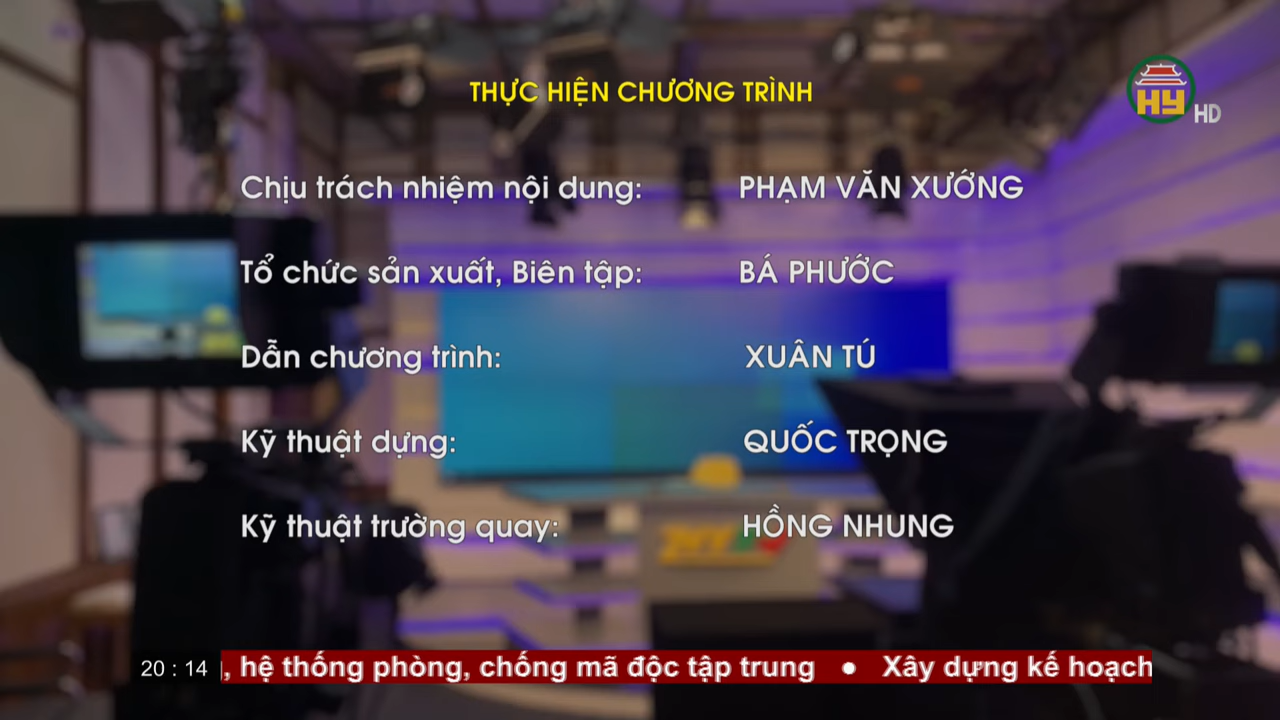 THỰC HIỆN CHƯƠNG TRÌNH
HY HD
Chịu trách nhiệm nội dung: PHẠM VĂN XƯỚNG
Tổ chức sản xuất, Biên tập: BÁ PHƯỚC
Dẫn chương trình: XUÂN TÚ
Kỹ thuật dựng: QUỐC TRỌNG
Kỹ thuật trường quay: HỒNG NHUNG
20 : 14 , hệ thống phòng, chống mã độc tập trung ● Xây dựng kế hoạch